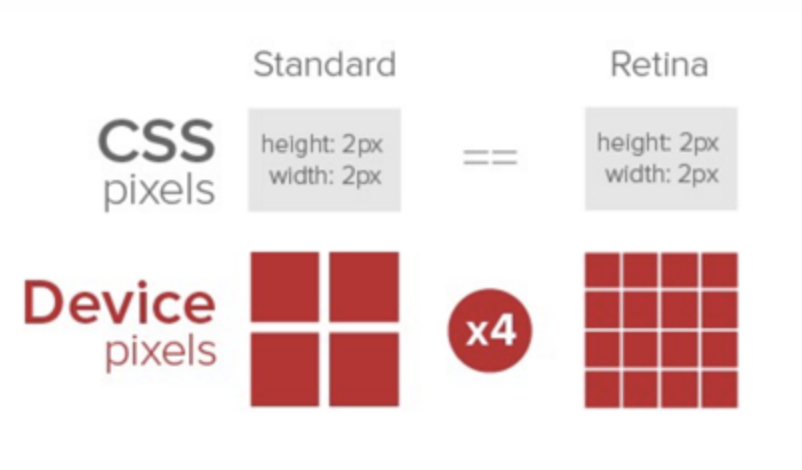 Standard
Retina
CSS
pixels
height: 2px
width: 2px
==
height: 2px
width: 2px
Device
pixels
x4